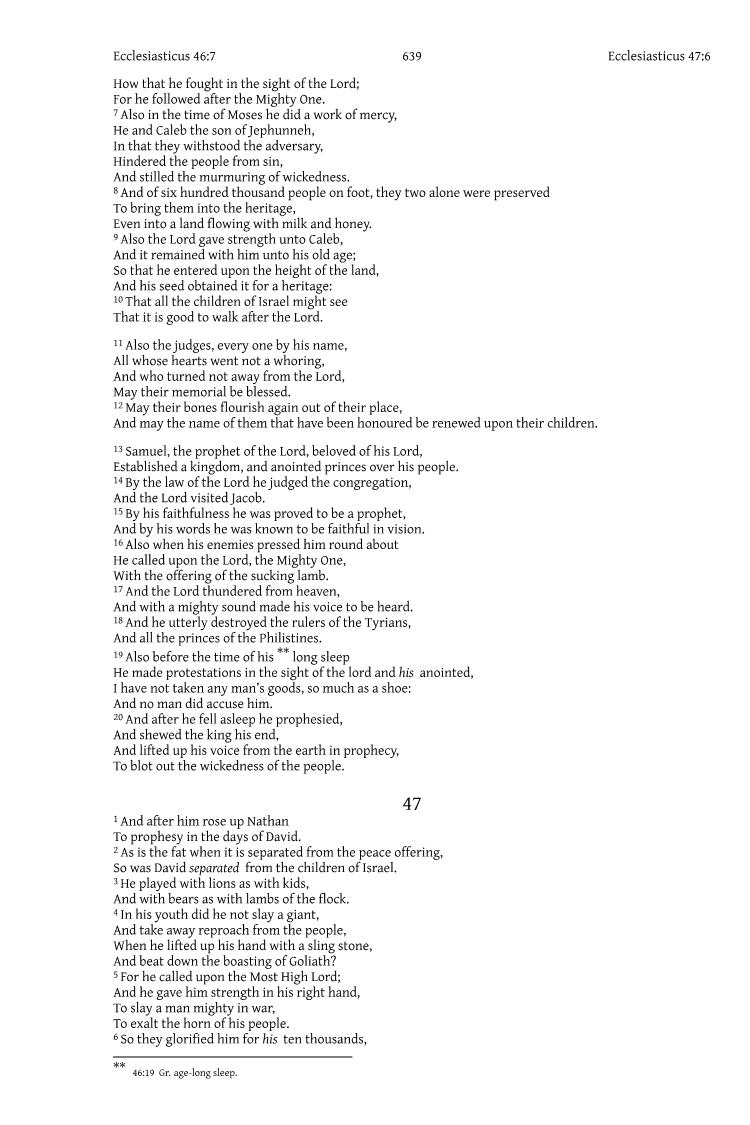 Ecclesiasticus 46:7 639 Ecclesiasticus 47:6
How that he fought in the sight of the Lord;
For he followed after the Mighty One.
7 Also in the time of Moses he did a work of mercy,
He and Caleb the son of Jephunneh,
In that they withstood the adversary,
Hindered the people from sin,
And stilled the murmuring of wickedness.
8 And of six hundred thousand people on foot, they two alone were preserved
To bring them into the heritage,
Even into a land flowing with milk and honey.
9 Also the Lord gave strength unto Caleb,
And it remained with him unto his old age;
So that he entered upon the height of the land,
And his seed obtained it for a heritage:
10 That all the children of Israel might see
That it is good to walk after the Lord.
11 Also the judges, every one by his name,
All whose hearts went not a whoring,
And who turned not away from the Lord,
May their memorial be blessed.
12 May their bones flourish again out of their place,
And may the name of them that have been honoured be renewed upon their children.
13 Samuel, the prophet of the Lord, beloved of his Lord,
Established a kingdom, and anointed princes over his people.
14 By the law of the Lord he judged the congregation,
And the Lord visited Jacob.
15 By his faithfulness he was proved to be a prophet,
And by his words he was known to be faithful in vision.
16 Also when his enemies pressed him round about
He called upon the Lord, the Mighty One,
With the offering of the sucking lamb.
17 And the Lord thundered from heaven,
And with a mighty sound made his voice to be heard.
18 And he utterly destroyed the rulers of the Tyrians,
And all the princes of the Philistines.
19 Also before the time of his ** long sleep
He made protestations in the sight of the lord and his anointed,
I have not taken any man’s goods, so much as a shoe:
And no man did accuse him.
20 And after he fell asleep he prophesied,
And shewed the king his end,
And lifted up his voice from the earth in prophecy,
To blot out the wickedness of the people.
47
1 And after him rose up Nathan
To prophesy in the days of David.
2 As is the fat when it is separated from the peace offering,
So was David separated from the children of Israel.
3 He played with lions as with kids,
And with bears as with lambs of the flock.
4 In his youth did he not slay a giant,
And take away reproach from the people,
When he lifted up his hand with a sling stone,
And beat down the boasting of Goliath?
5 For he called upon the Most High Lord;
And he gave him strength in his right hand,
To slay a man mighty in war,
To exalt the horn of his people.
6 So they glorified him for his ten thousands,
** 46:19 Gr. age-long sleep.